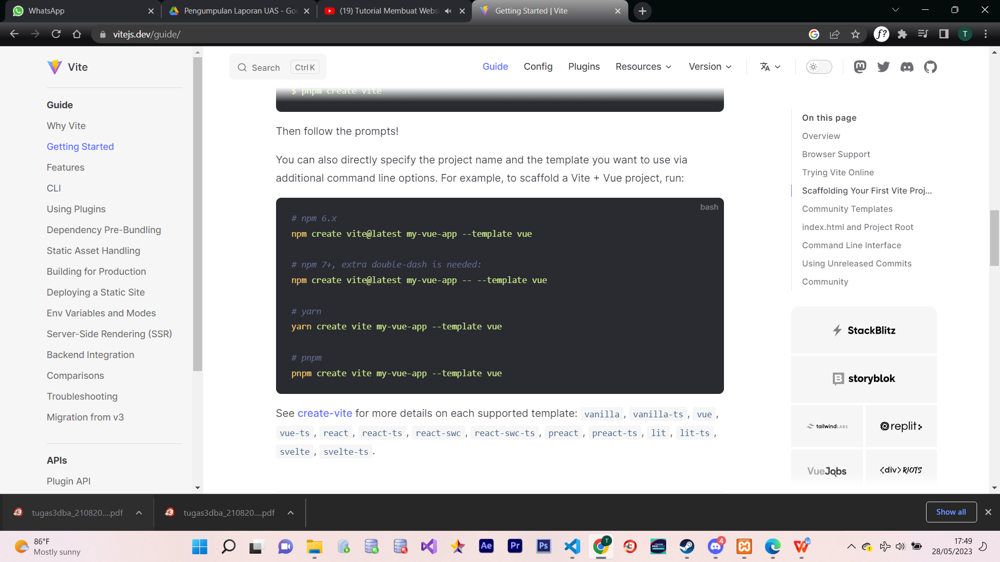 WhatsApp
Pengumpulan Laporan UAS - Goo
(19) Tutorial Membuat Websi
Getting Started | Vite
vitejs.dev/guide/
T
Vite
Search
Ctrl K
Guide
Config
Plugins
Resources
Version
Guide
Why Vite
Getting Started
Features
CLI
Using Plugins
Dependency Pre-Bundling
Static Asset Handling
Building for Production
Deploying a Static Site
Env Variables and Modes
Server-Side Rendering (SSR)
Backend Integration
Comparisons
Troubleshooting
Migration from v3
APIs
Plugin API
$ pnpm create vite
Then follow the prompts!
You can also directly specify the project name and the template you want to use via
additional command line options. For example, to scaffold a Vite + Vue project, run:
bash
# npm 6.x
npm create vite@latest my-vue-app --template vue
# npm 7+, extra double-dash is needed:
npm create vite@latest my-vue-app -- --template vue
# yarn
yarn create vite my-vue-app --template vue
# pnpm
pnpm create vite my-vue-app --template vue
See create-vite for more details on each supported template: vanilla , vanilla-ts , vue ,
vue-ts , react , react-ts , react-swc , react-swc-ts , preact , preact-ts , lit , lit-ts ,
svelte , svelte-ts .
On this page
Overview
Browser Support
Trying Vite Online
Scaffolding Your First Vite Proj...
Community Templates
index.html and Project Root
Command Line Interface
Using Unreleased Commits
Community
StackBlitz
storyblok
tailwindLABS
replit
VueJobs
<div>RIOTS
tugas3dba_210820....pdf
tugas3dba_210820....pdf
Show all
86°F
Mostly sunny
Ae
Pr
Ps
T
4
17:49
28/05/2023